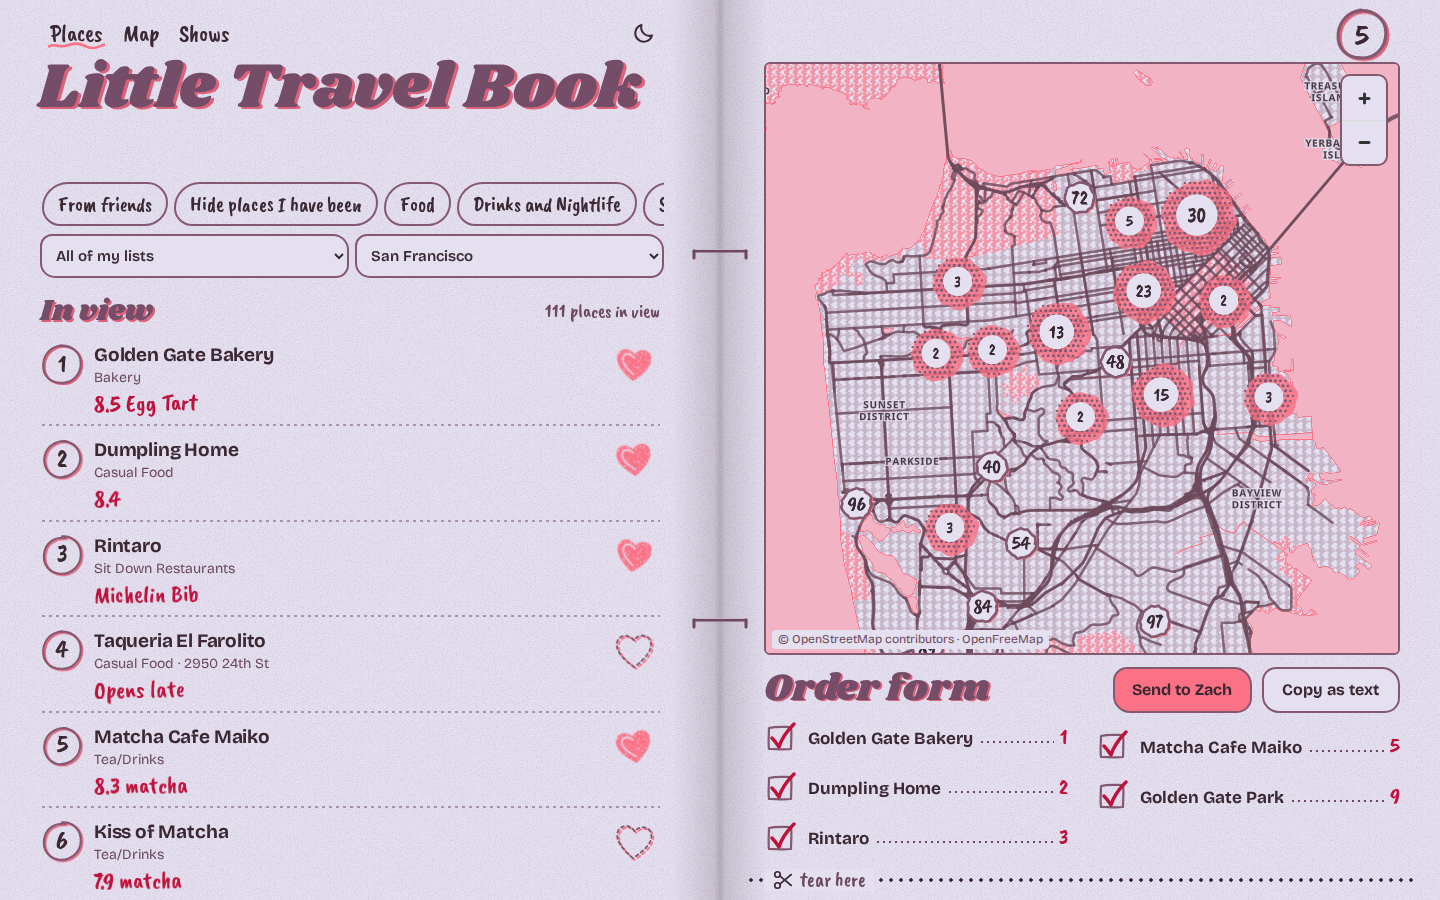 Places Map Shows
5
Little Travel Book
From friends
Hide places I have been
Food
Drinks and Nightlife
All of my lists
San Francisco
In view
111 places in view
1
Golden Gate Bakery
Bakery
8.5 Egg Tart
2
Dumpling Home
Casual Food
8.4
3
Rintaro
Sit Down Restaurants
Michelin Bib
4
Taqueria El Farolito
Casual Food · 2950 24th St
Opens late
5
Matcha Cafe Maiko
Tea/Drinks
8.3 matcha
6
Kiss of Matcha
Tea/Drinks
7.9 matcha
+
−
72
5
30
3
23
2
13
2
2
48
15
3
2
SUNSET
DISTRICT
PARKSIDE
40
96
BAYVIEW
DISTRICT
3
54
84
97
© OpenStreetMap contributors · OpenFreeMap
Order form
Send to Zach
Copy as text
Golden Gate Bakery 1
Dumpling Home 2
Rintaro 3
Matcha Cafe Maiko 5
Golden Gate Park 9
tear here